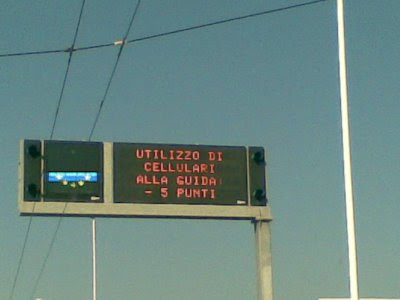 UTILIZZO DI
CELLULARI
ALLA GUIDA:
- 5 PUNTI